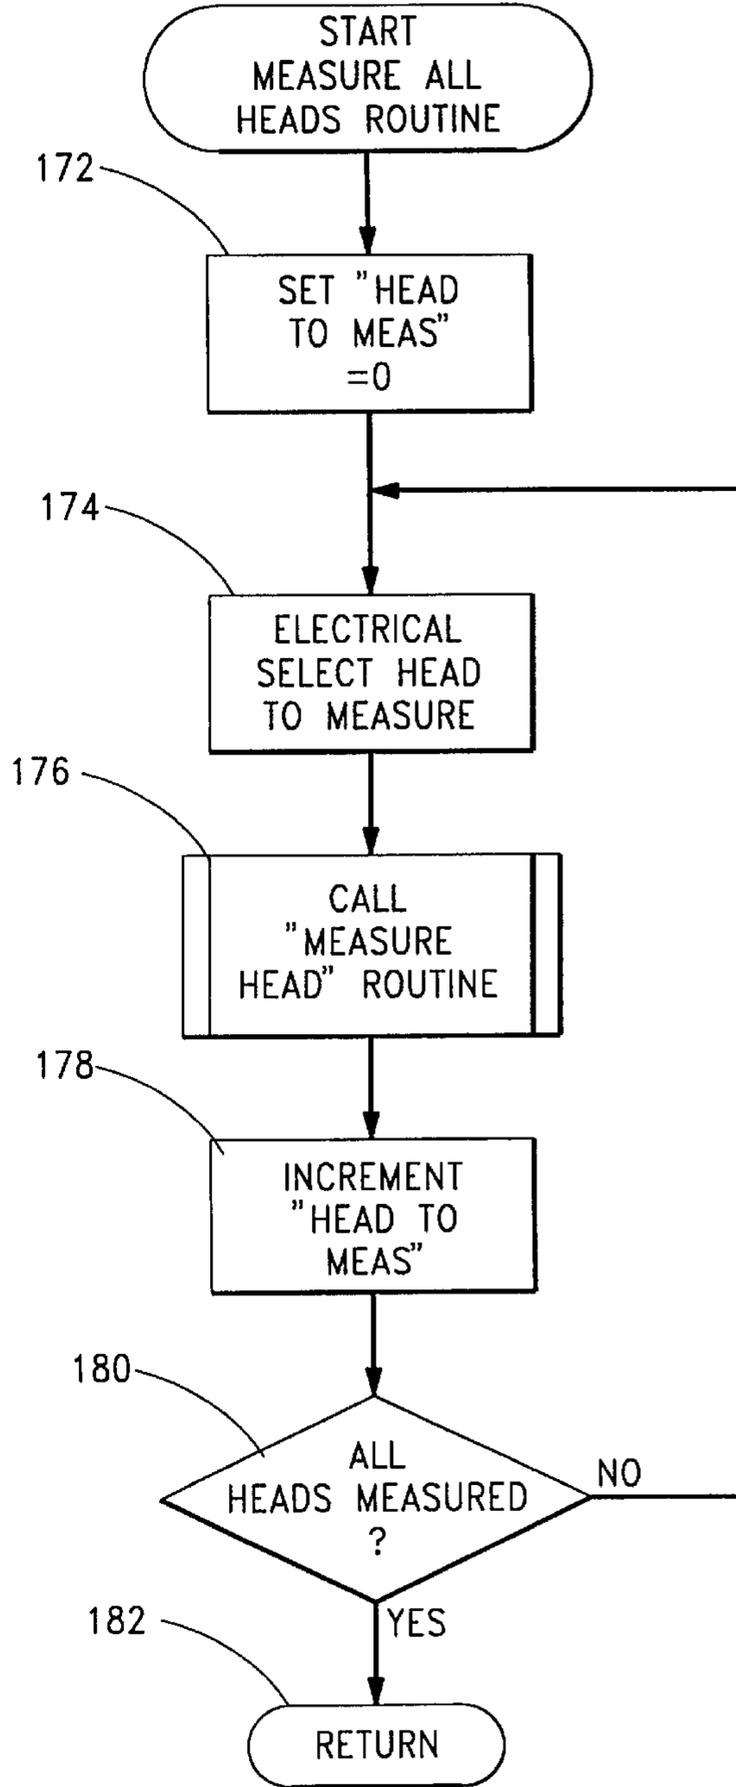 START
MEASURE ALL
HEADS ROUTINE
172
SET "HEAD
TO MEAS"
=0
174
ELECTRICAL
SELECT HEAD
TO MEASURE
176
CALL
"MEASURE
HEAD" ROUTINE
178
INCREMENT
"HEAD TO
MEAS"
180
ALL
HEADS MEASURED
?
NO
YES
182
RETURN